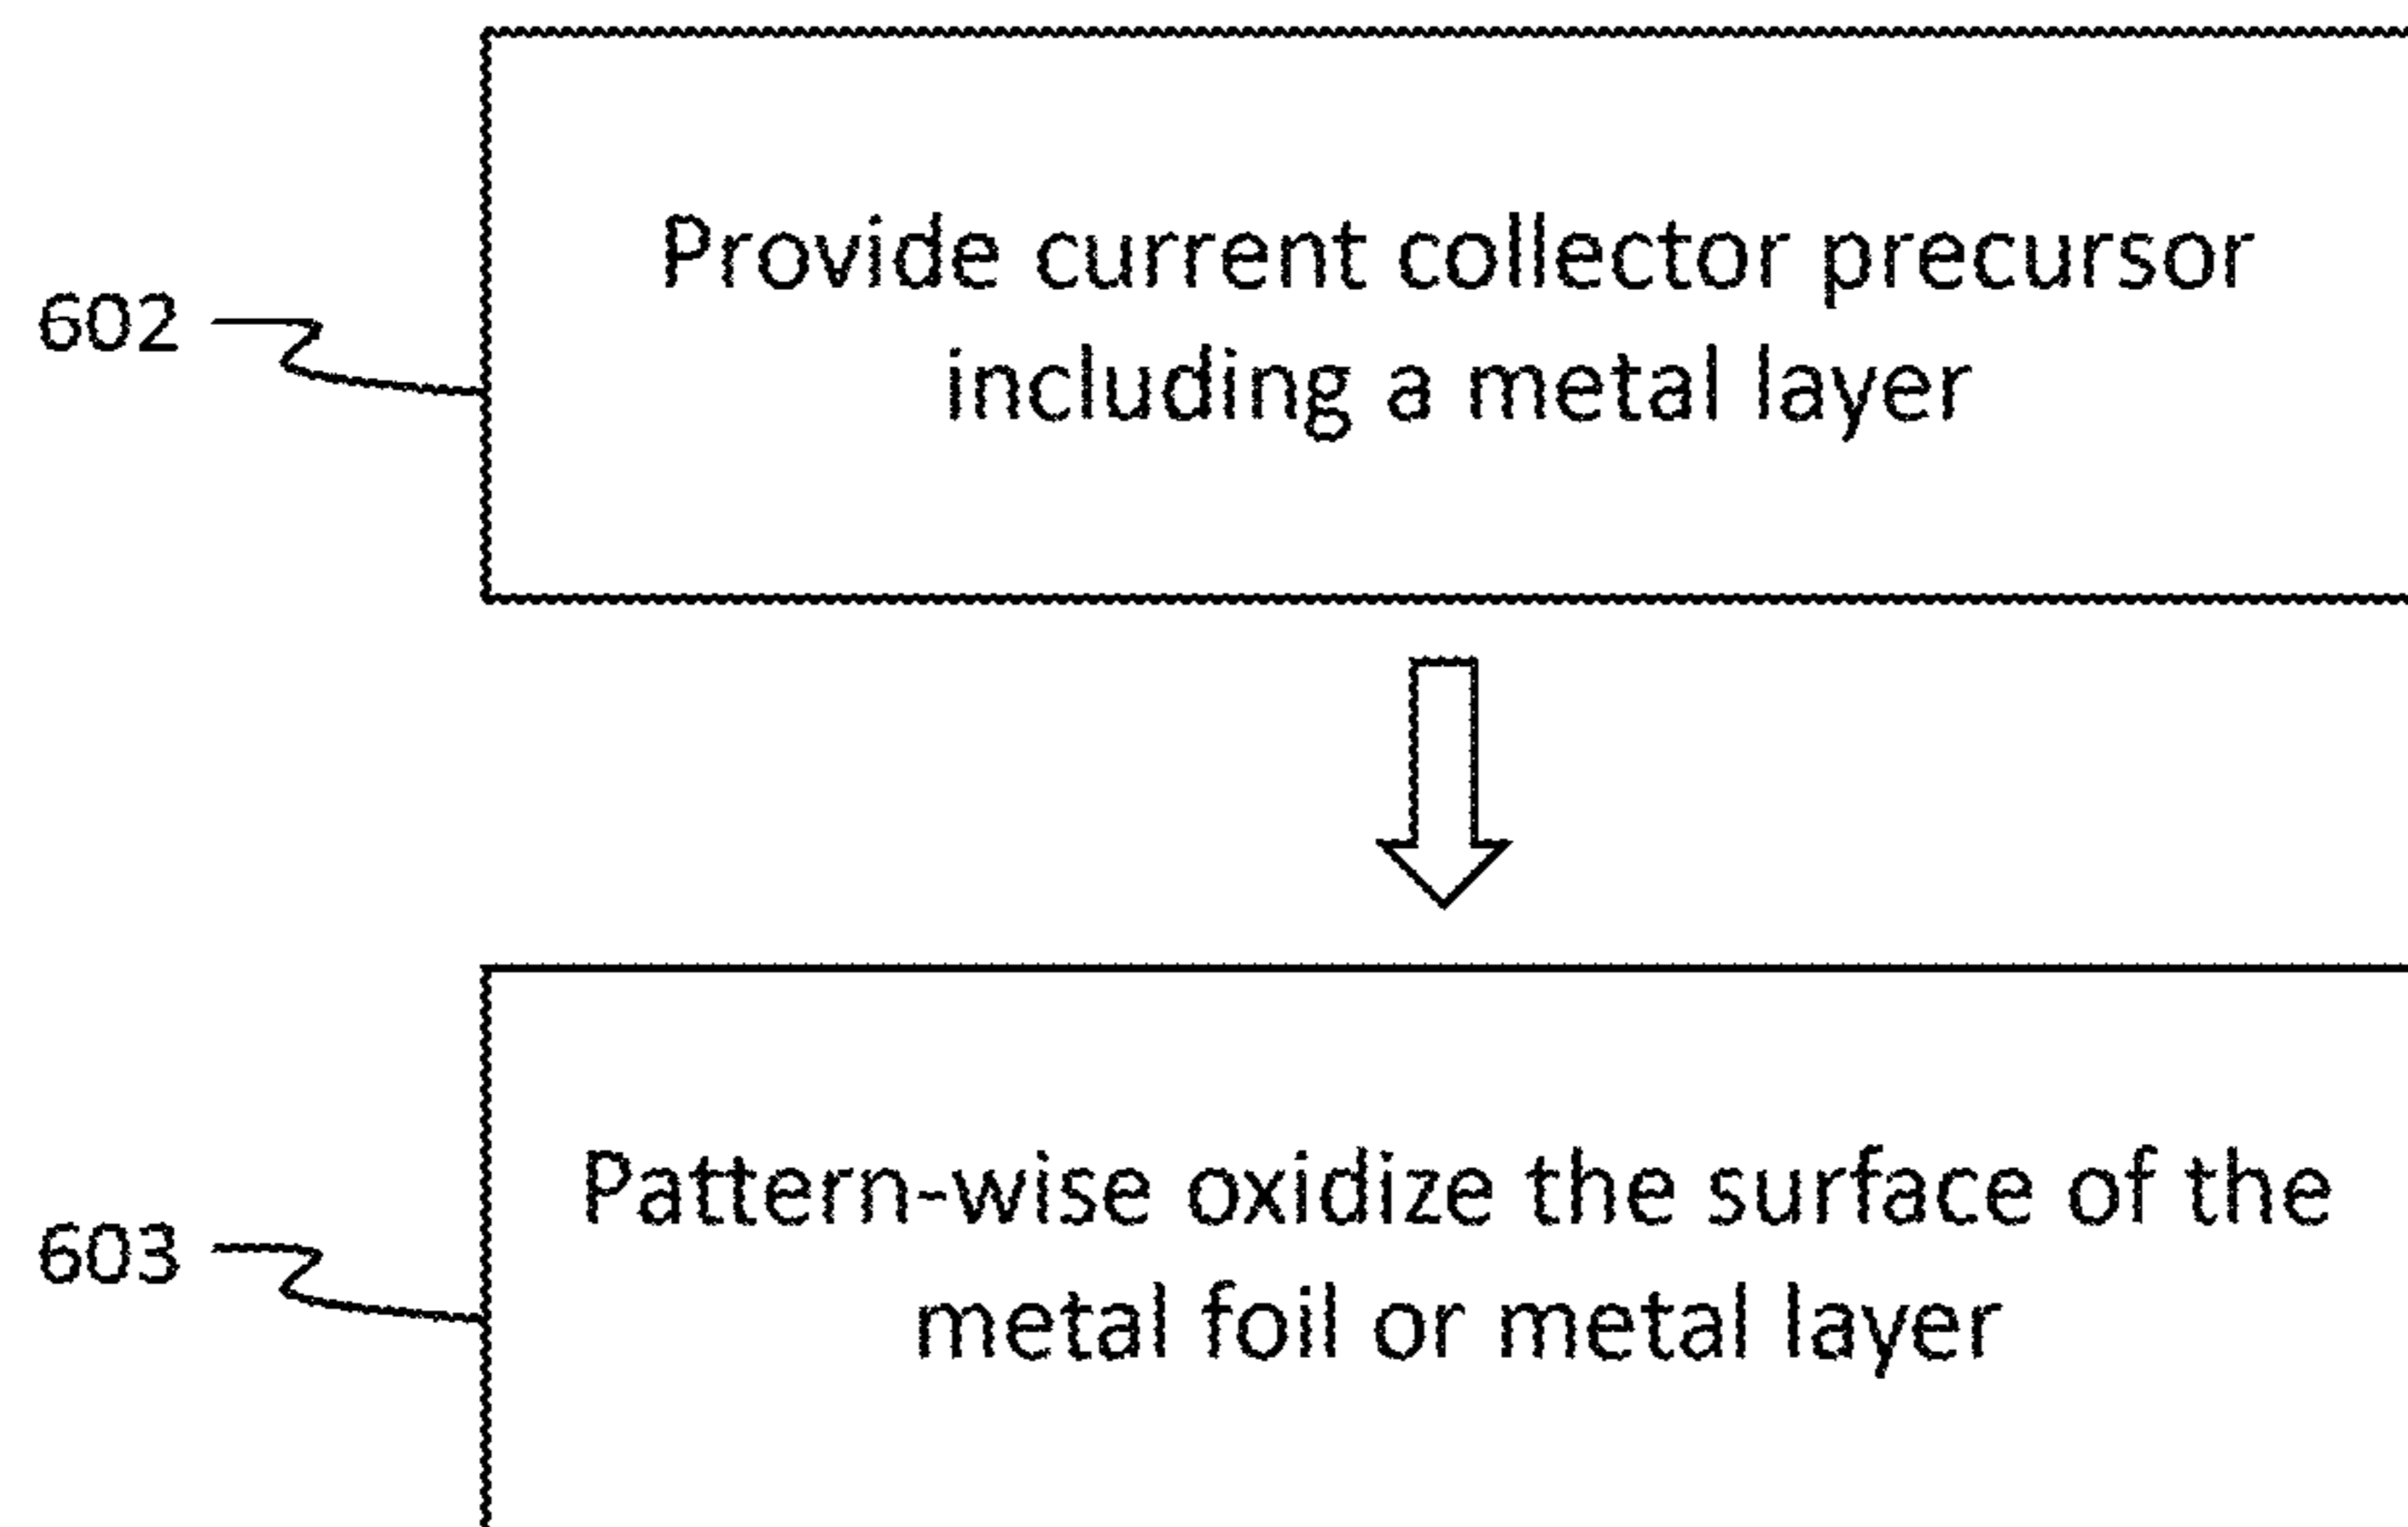 Provide current collector precursor
602
including a metal layer
Pattern-wise oxidize the surface of the
603
metal foil or metal layer